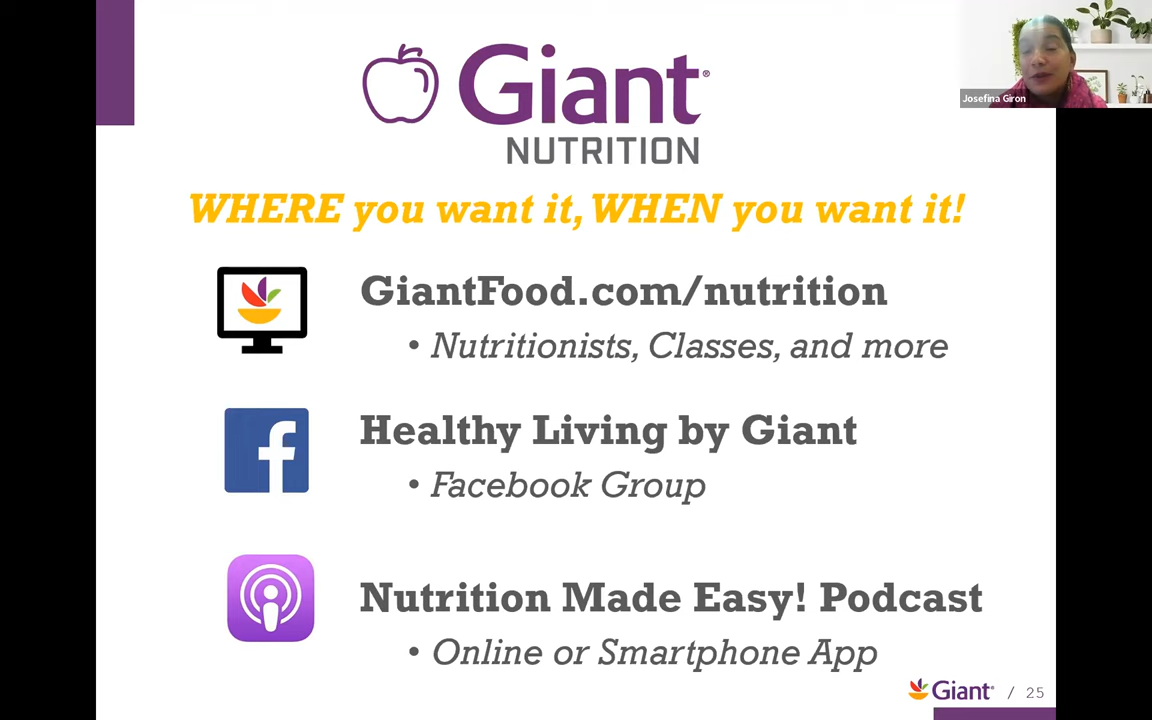 Giant®
NUTRITION
Josefina Giron
WHERE you want it, WHEN you want it!
GiantFood.com/nutrition
• Nutritionists, Classes, and more
Healthy Living by Giant
• Facebook Group
Nutrition Made Easy! Podcast
• Online or Smartphone App
Giant® / 25